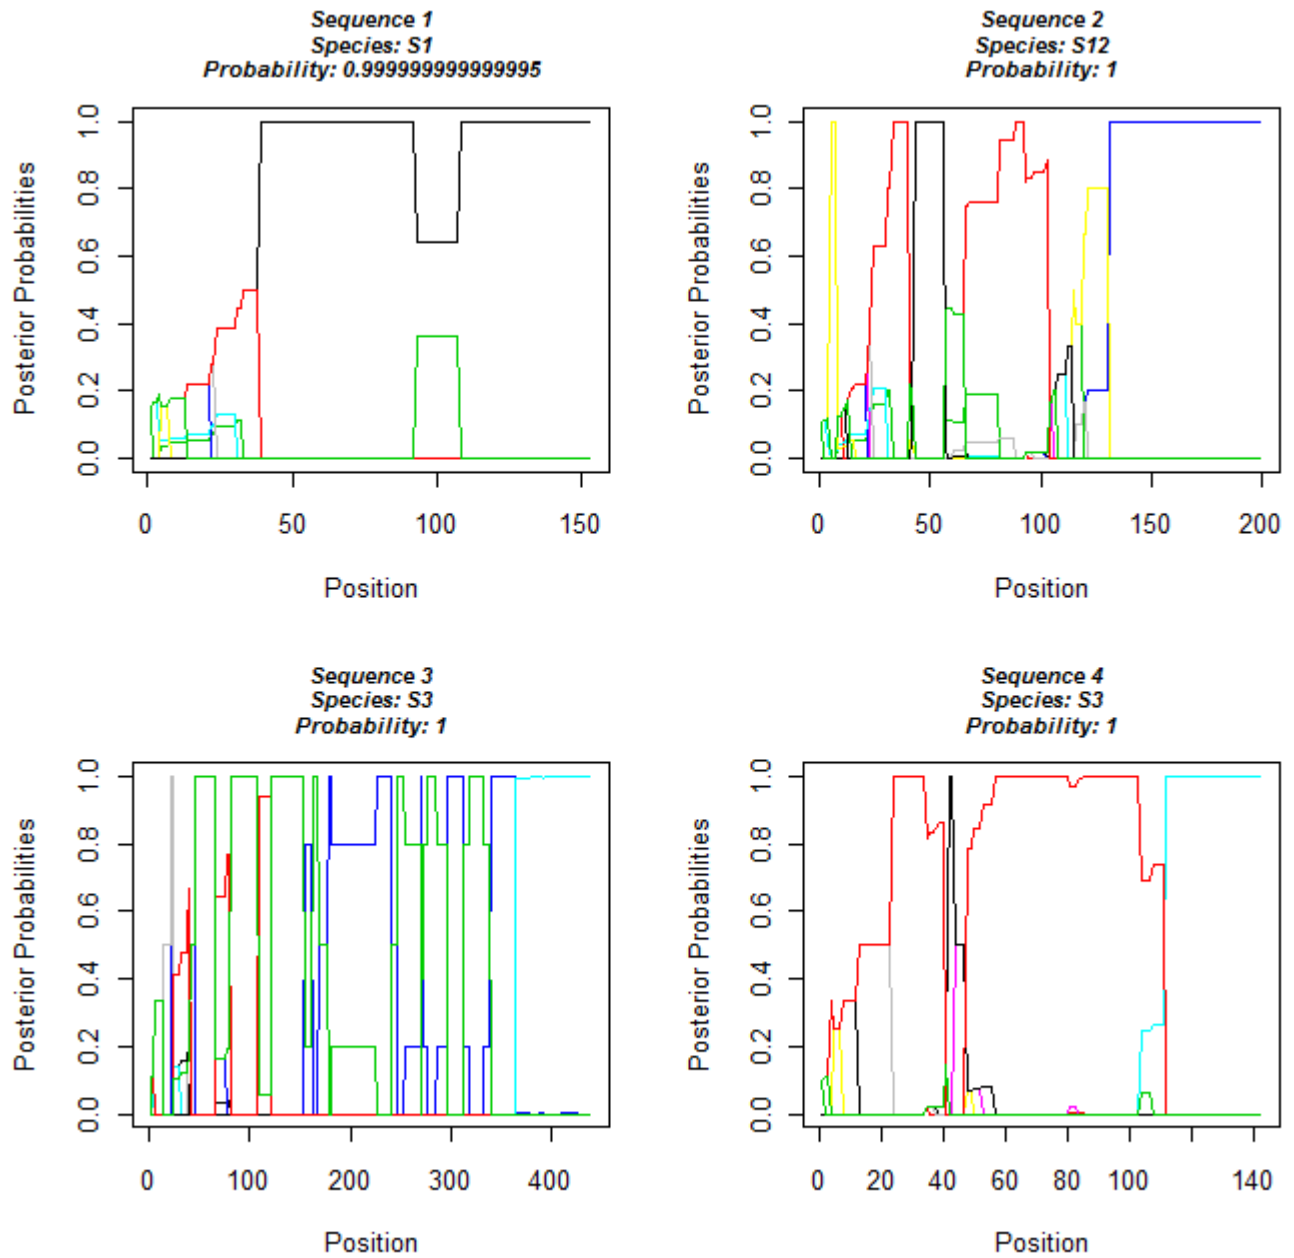 Sequence 1
Species: S1
Probability: 0.999999999999995
Posterior Probabilities
0.0 0.2 0.4 0.6 0.8 1.0
0 50 100 150
Position
Sequence 2
Species: S12
Probability: 1
Posterior Probabilities
0.0 0.2 0.4 0.6 0.8 1.0
0 50 100 150 200
Position
Sequence 3
Species: S3
Probability: 1
Posterior Probabilities
0.0 0.2 0.4 0.6 0.8 1.0
0 100 200 300 400
Position
Sequence 4
Species: S3
Probability: 1
Posterior Probabilities
0.0 0.2 0.4 0.6 0.8 1.0
0 20 40 60 80 100 140
Position